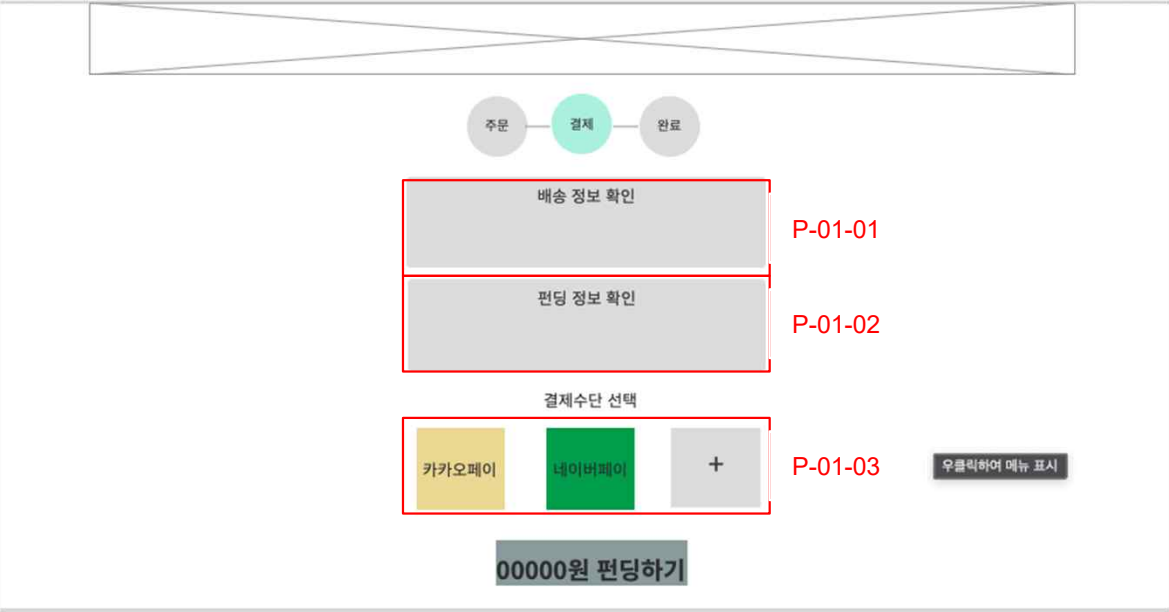 주문 결제 완료
배송 정보 확인
P-01-01
펀딩 정보 확인
P-01-02
결제수단 선택
카카오페이 네이버페이 +
P-01-03
우클릭하여 메뉴 표시
00000원 펀딩하기